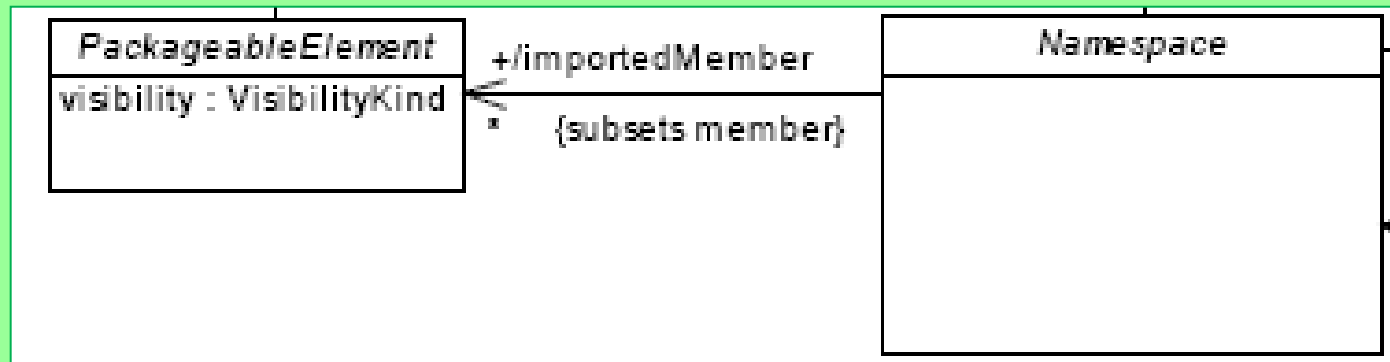 PackageableElement
visibility : VisibilityKind
+/importedMember
*
{subsets member}
Namespace